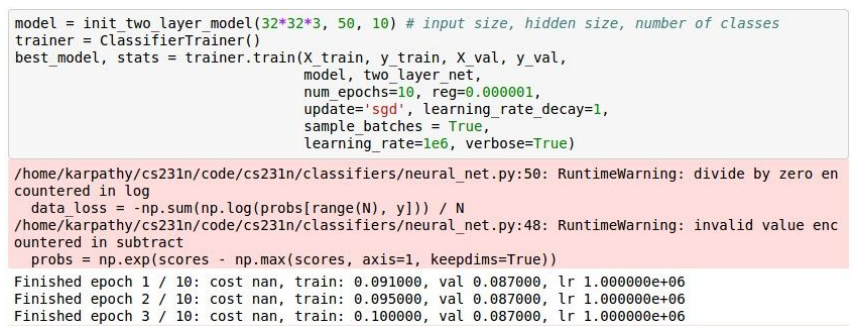 model = init_two_layer_model(32*32*3, 50, 10) # input size, hidden size, number of classes
trainer = ClassifierTrainer()
best_model, stats = trainer.train(X_train, y_train, X_val, y_val,
model, two_layer_net,
num_epochs=10, reg=0.000001,
update='sgd', learning_rate_decay=1,
sample_batches = True,
learning_rate=1e6, verbose=True)
/home/karpathy/cs231n/code/cs231n/classifiers/neural_net.py:50: RuntimeWarning: divide by zero en
countered in log
data_loss = -np.sum(np.log(probs[range(N), y])) / N
/home/karpathy/cs231n/code/cs231n/classifiers/neural_net.py:48: RuntimeWarning: invalid value enc
ountered in subtract
probs = np.exp(scores - np.max(scores, axis=1, keepdims=True))
Finished epoch 1 / 10: cost nan, train: 0.091000, val 0.087000, lr 1.000000e+06
Finished epoch 2 / 10: cost nan, train: 0.095000, val 0.087000, lr 1.000000e+06
Finished epoch 3 / 10: cost nan, train: 0.100000, val 0.087000, lr 1.000000e+06